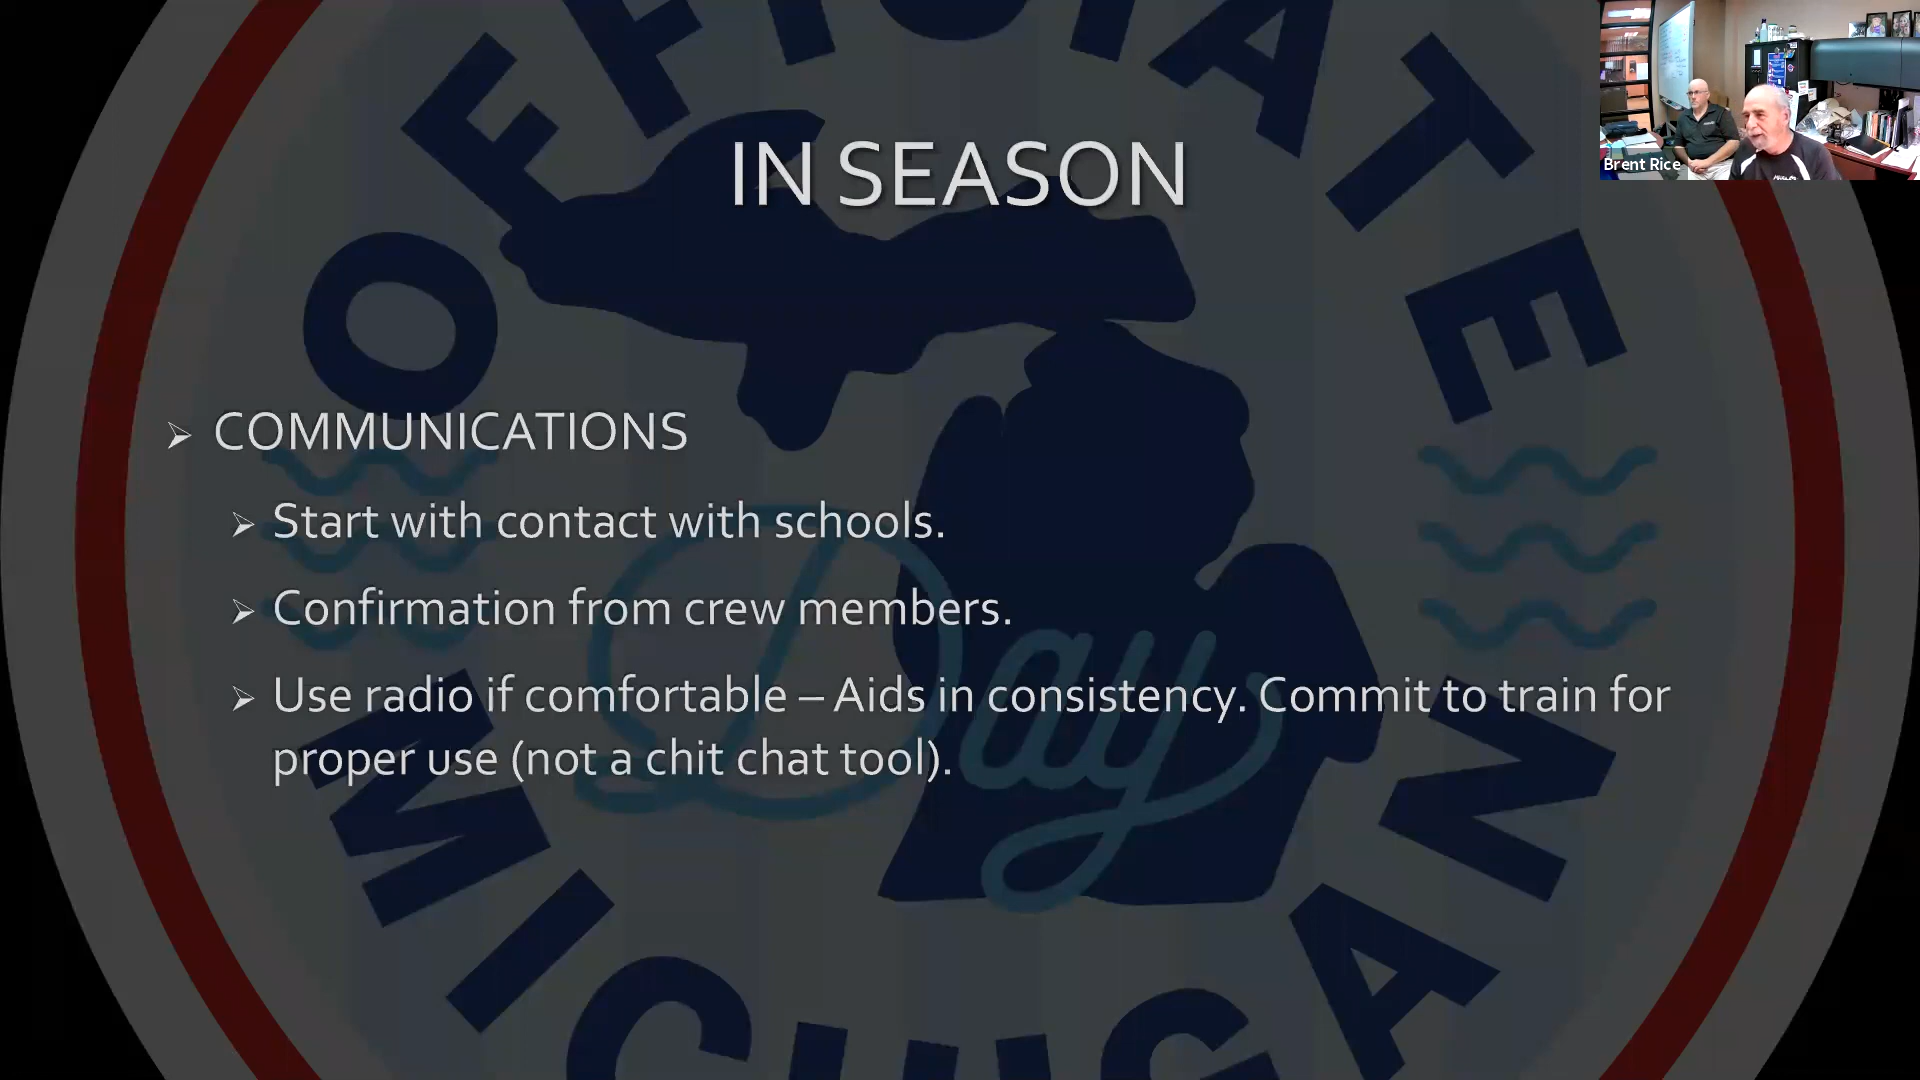 OFFICIATE
IN SEASON
Brent Rice
COMMUNICATIONS
Start with contact with schools.
Confirmation from crew members.
Use radio if comfortable – Aids in consistency. Commit to train for
proper use (not a chit chat tool).
Day
MICHIGAN